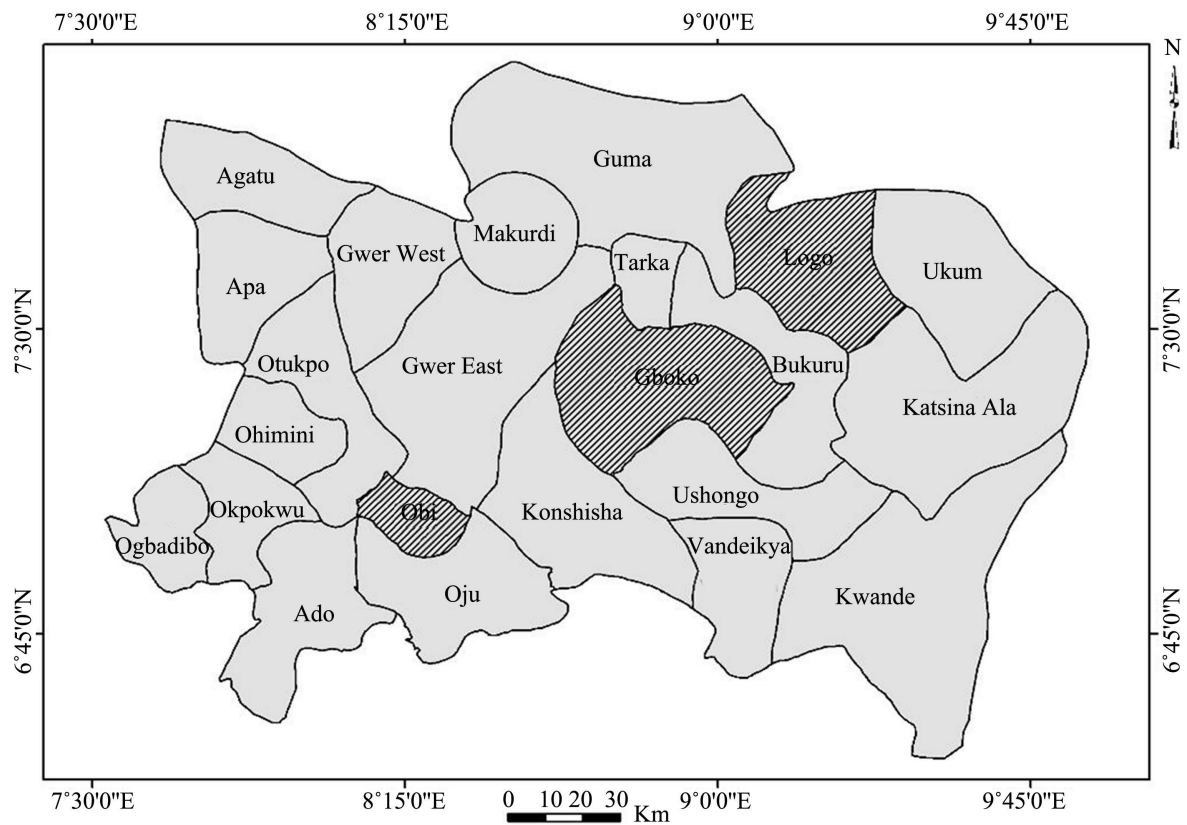 7˚30'0"E 8˚15'0"E 9˚0'0"E 9˚45'0"E
N
Guma
Agatu
Makurdi
Gwer West
Tarka
Logo
Ukum
Apa
7˚30'0"N
7˚30'0"N
Otukpo
Gwer East
Bukuru
Gboko
Katsina Ala
Ohimini
Ushongo
Okpokwu
Obi
Konshisha
Ogbadibo
Vandeikya
Oju
Kwande
Ado
6˚45'0"N
6˚45'0"N
7˚30'0"E 8˚15'0"E 9˚0'0"E 9˚45'0"E
0 10 20 30
Km